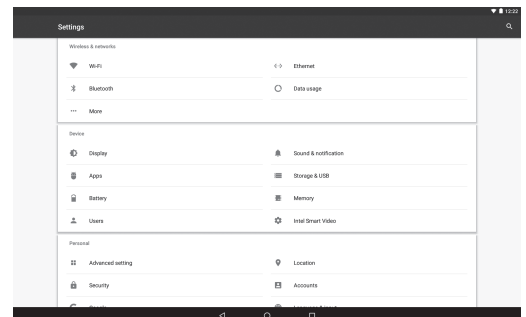 12:22
Settings
Wireless & networks
Wi-Fi
Ethernet
Bluetooth
Data usage
More
Device
Display
Sound & notification
Apps
Storage & USB
Battery
Memory
Users
Intel Smart Video
Personal
Advanced setting
Location
Security
Accounts